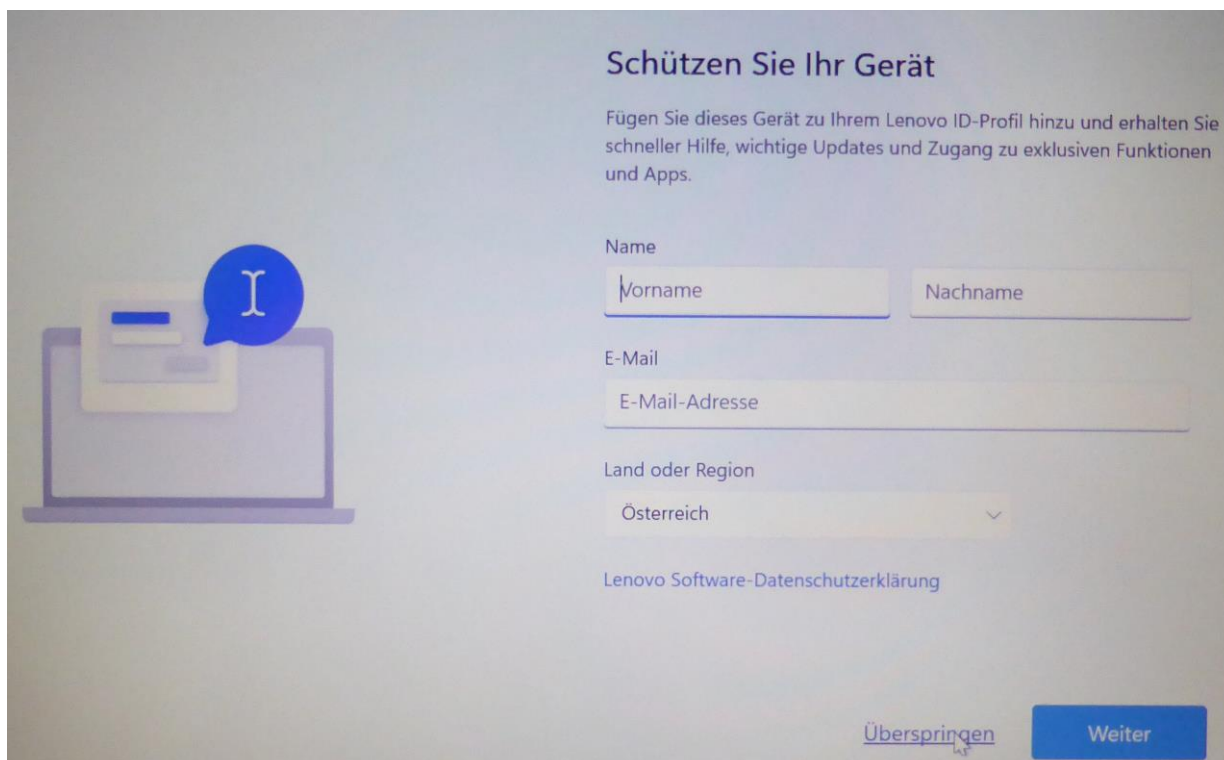 Schützen Sie Ihr Gerät
Fügen Sie dieses Gerät zu Ihrem Lenovo ID-Profil hinzu und erhalten Sie
schneller Hilfe, wichtige Updates und Zugang zu exklusiven Funktionen
und Apps.
Name
Vorname
Nachname
E-Mail
E-Mail-Adresse
Land oder Region
Österreich
Lenovo Software-Datenschutzerklärung
Überspringen
Weiter